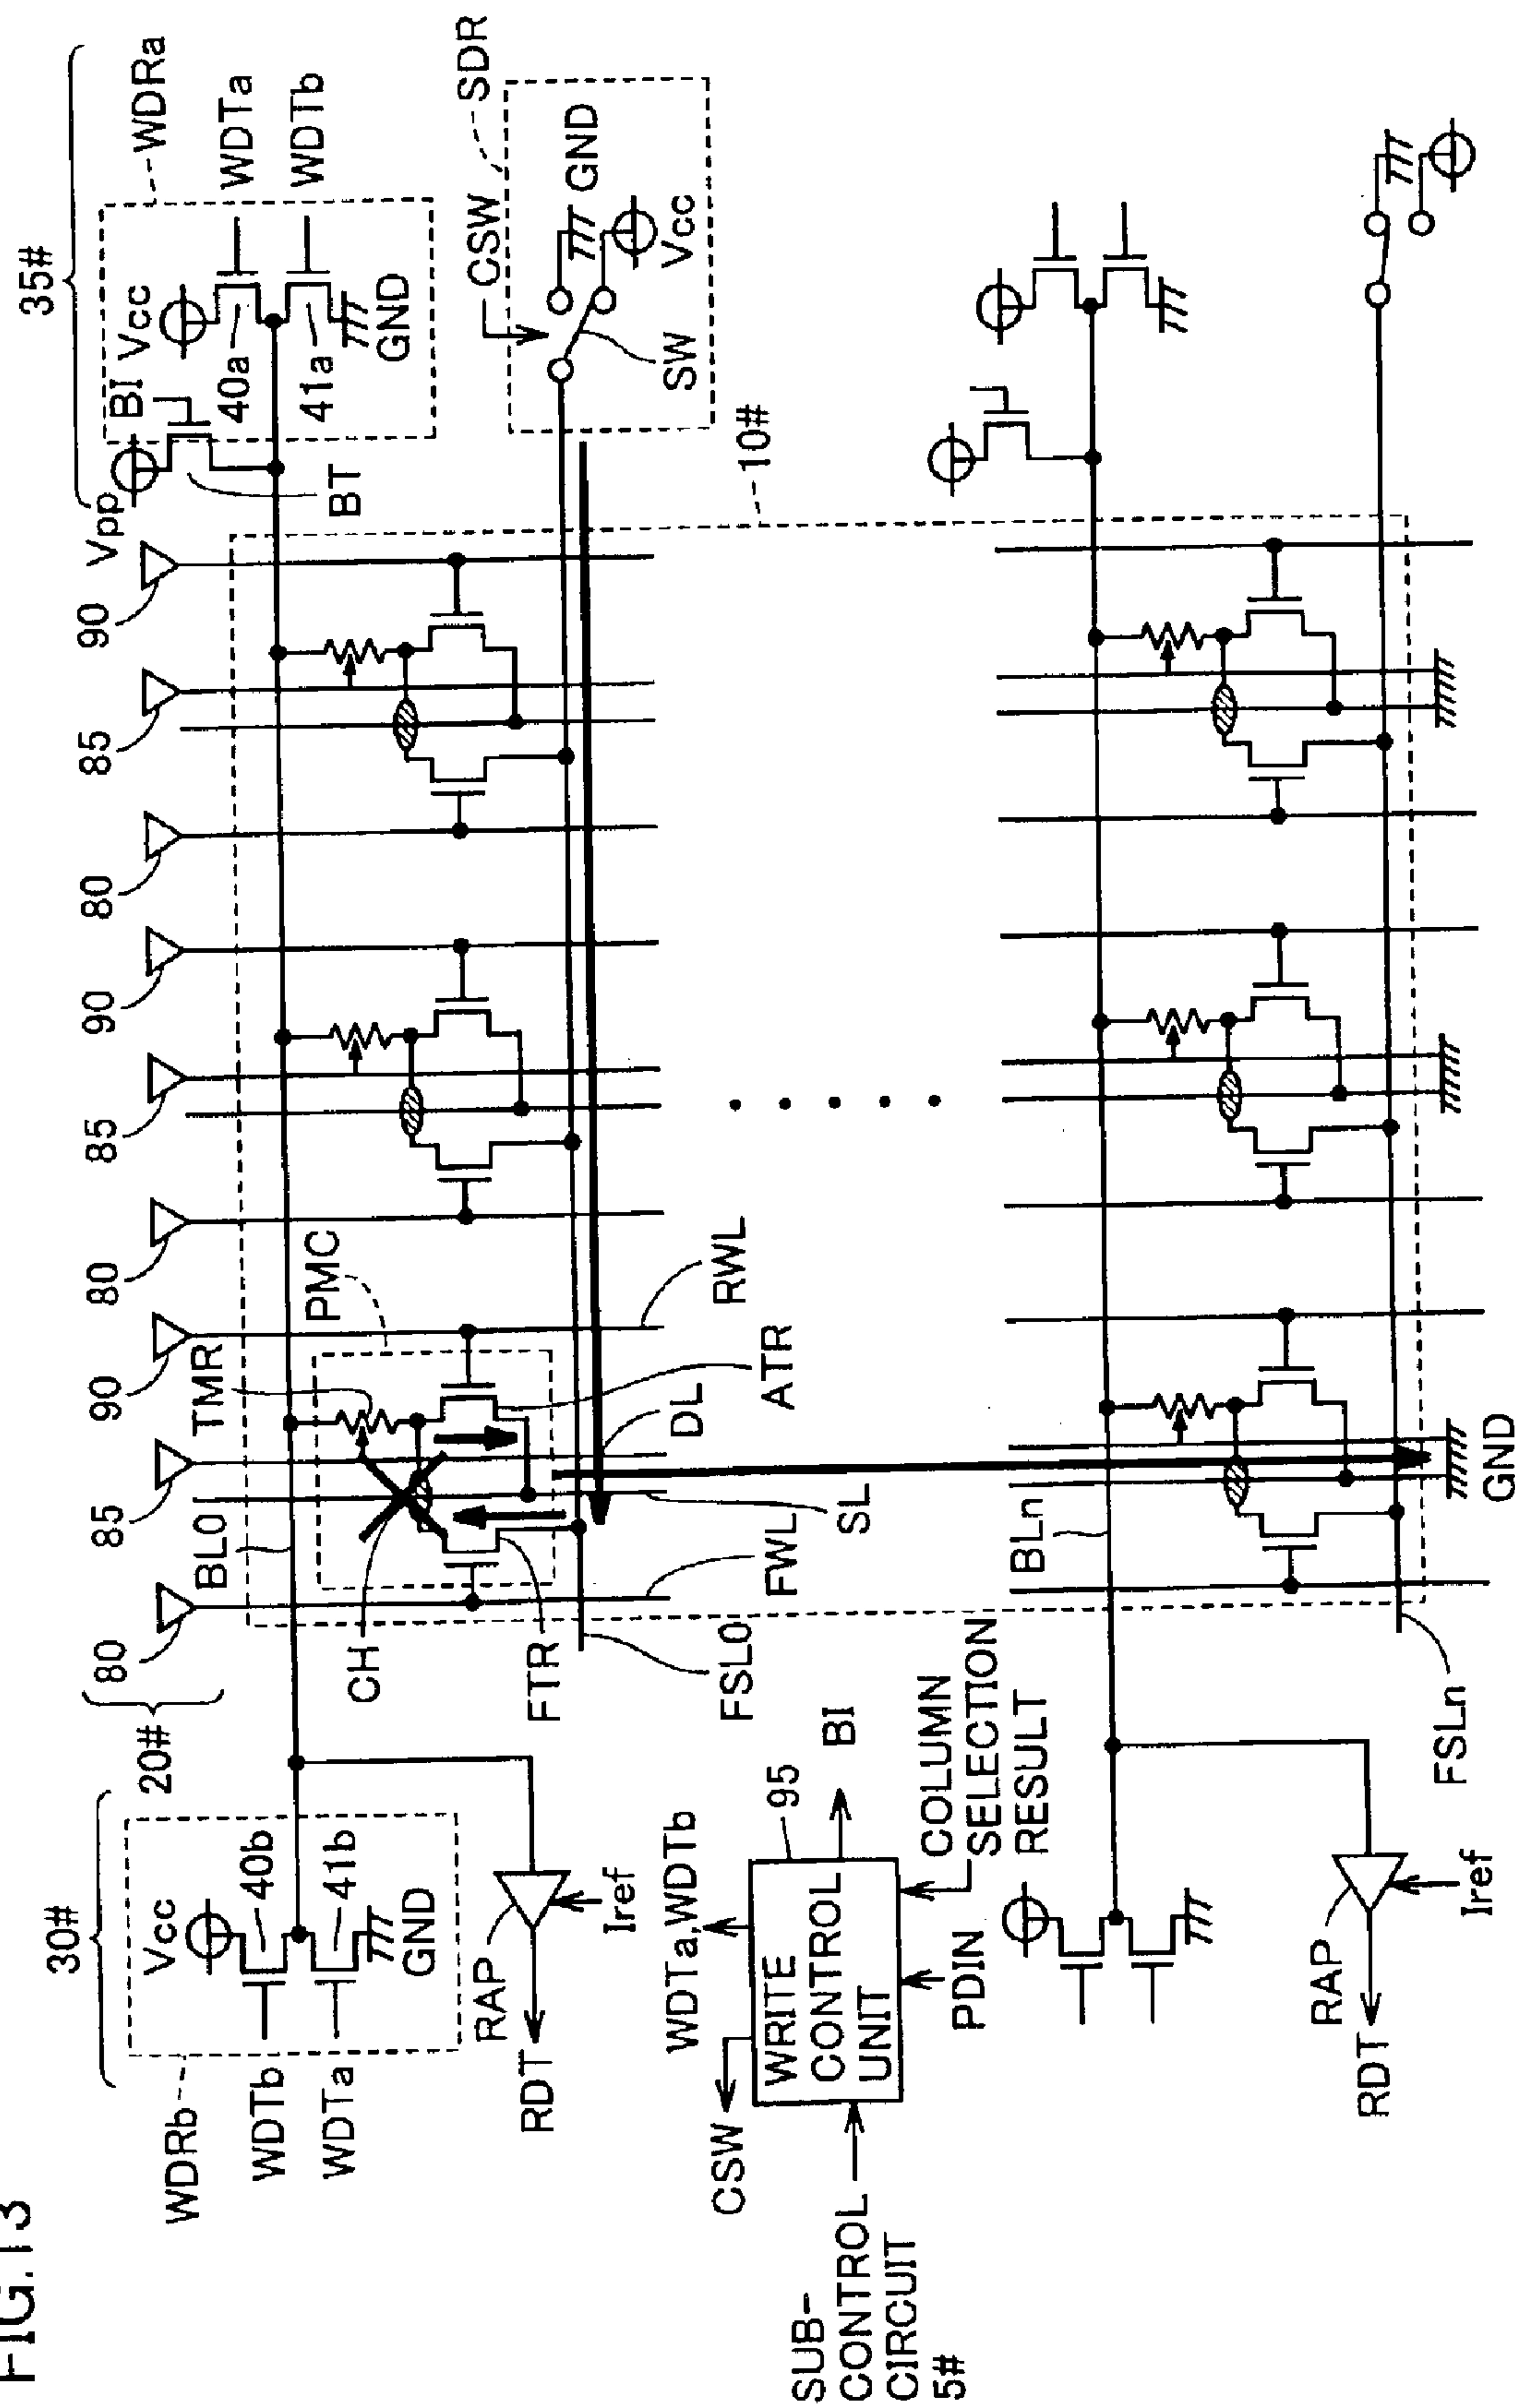 FIG.13
30#
WDRb
Vcc
40b
41b
GND
WDTb
WDTa
RAP
RDT
Iref
20#
80
85
90
80
85
90
80
85
90
BL0
TMR
PMC
CH
FTR
FSL0
FWL
SL
DL
ATR
RWL
35#
Vpp
BI
BT
Vcc
40a
41a
GND
WDRa
WDTa
WDTb
CSW
SDR
GND
Vcc
SW
10#
CSW
WDTa,WDTb
95
BI
WRITE
CONTROL
UNIT
SUB-
CONTROL
CIRCUIT
5#
PDIN
COLUMN
SELECTION
RESULT
BLn
RAP
RDT
Iref
FSLn
GND